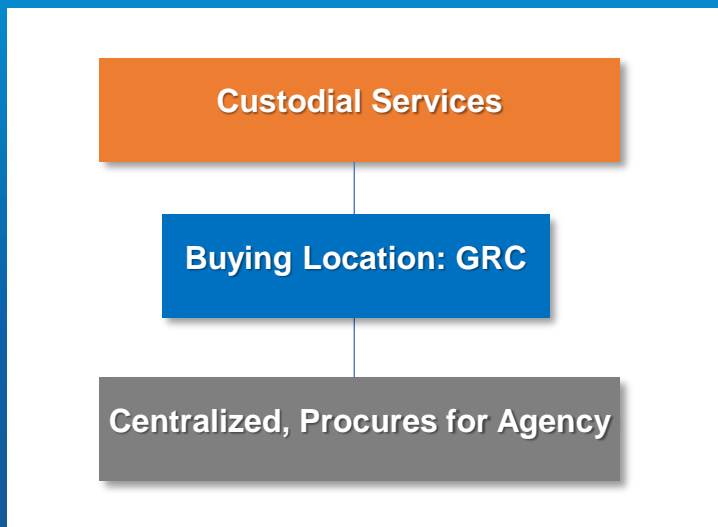 Custodial Services
Buying Location: GRC
Centralized, Procures for Agency